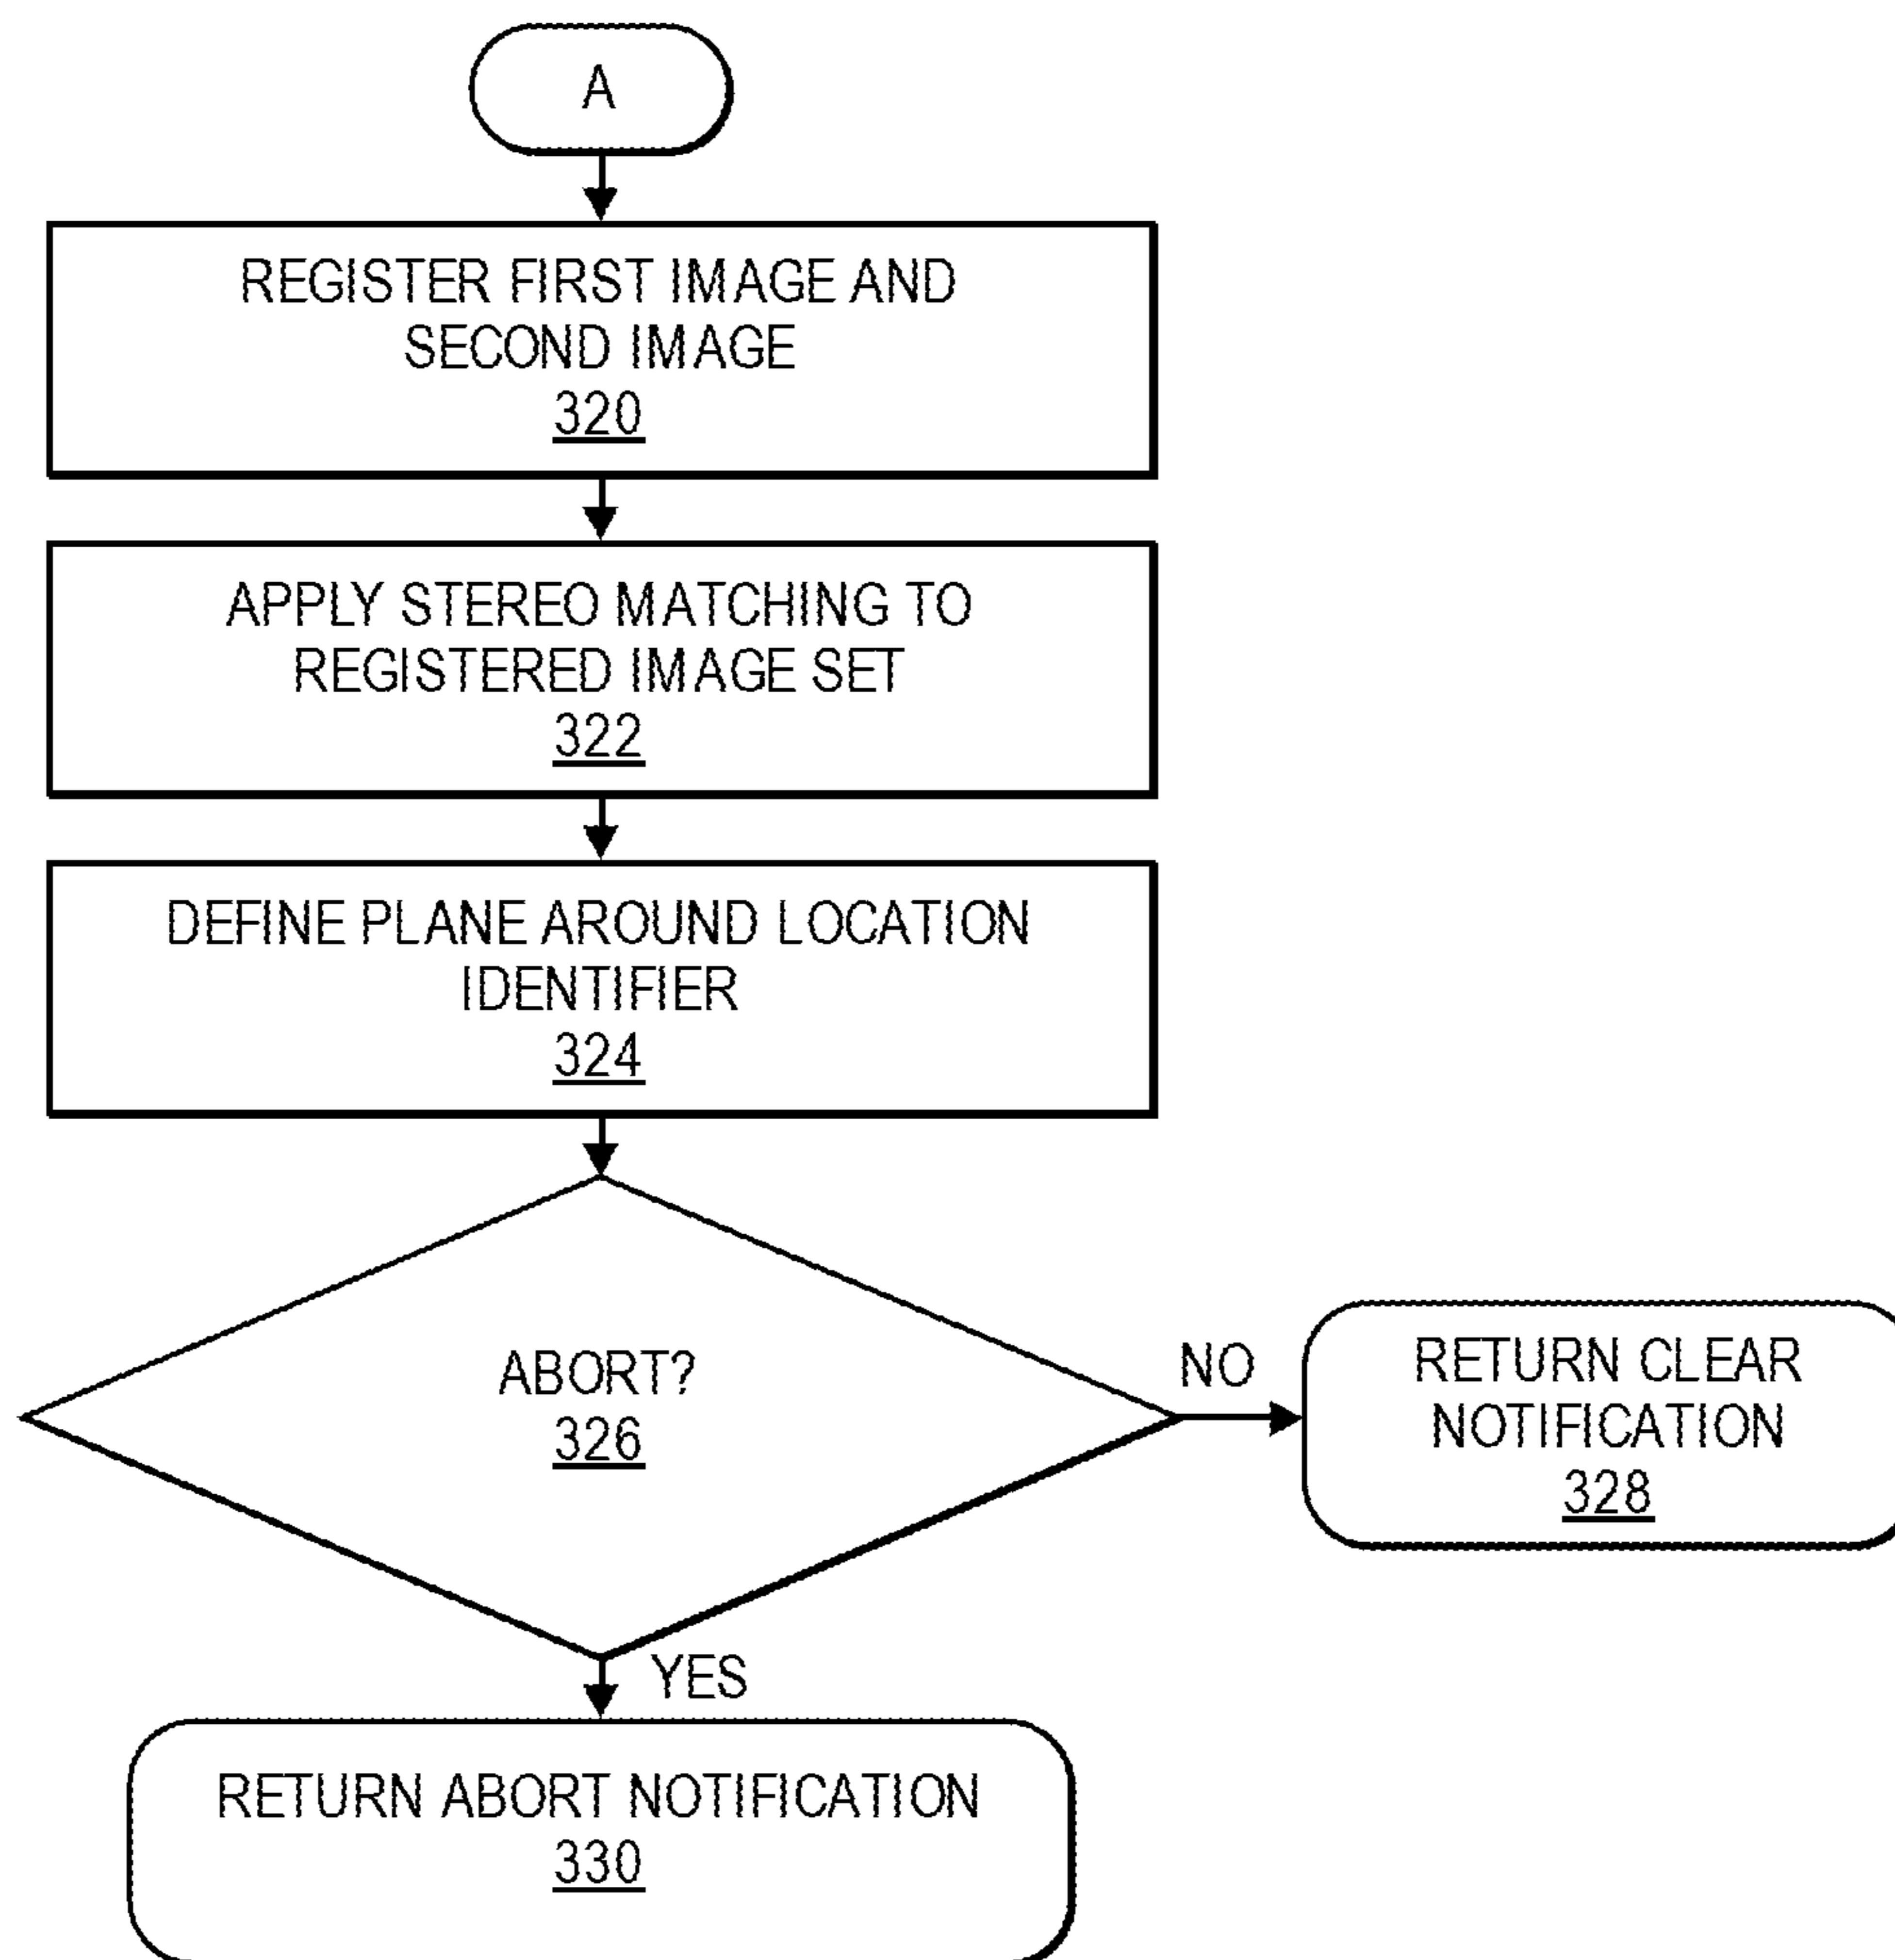 A
REGISTER FIRST IMAGE AND
SECOND IMAGE
320
APPLY STEREO MATCHING TO
REGISTERED IMAGE SET
322
DEFINE PLANE AROUND LOCATION
IDENTIFIER
324
ABORT?
326
NO
RETURN CLEAR
NOTIFICATION
328
YES
RETURN ABORT NOTIFICATION
330